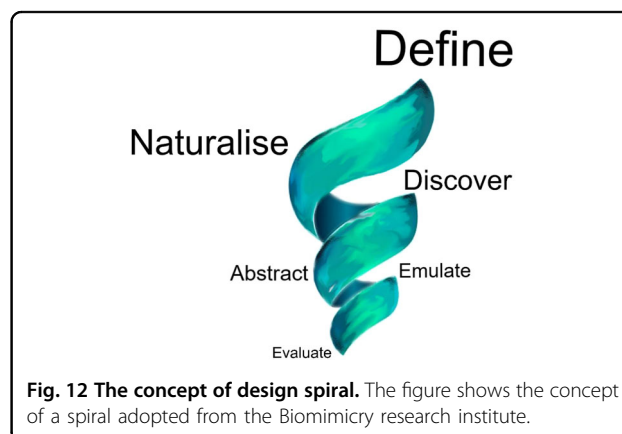 Define
Naturalise
Discover
Abstract
Emulate
Evaluate
Fig. 12 The concept of design spiral. The figure shows the concept
of a spiral adopted from the Biomimicry research institute.